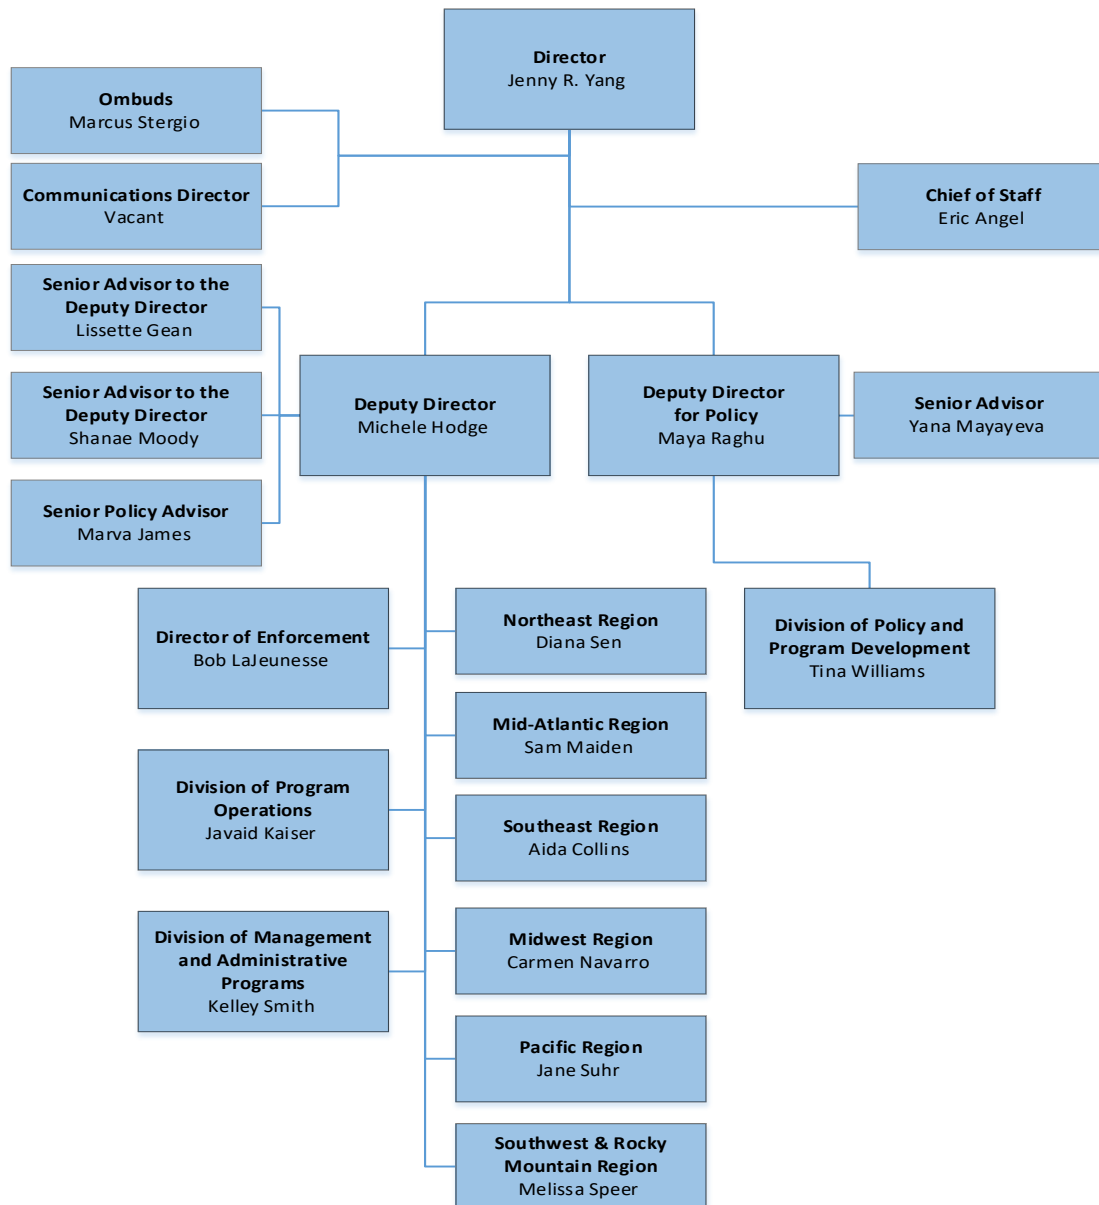 Director
Jenny R. Yang
Ombuds
Marcus Stergio
Communications Director
Vacant
Chief of Staff
Eric Angel
Senior Advisor to the
Deputy Director
Lissette Gean
Senior Advisor to the
Deputy Director
Shanae Moody
Senior Policy Advisor
Marva James
Deputy Director
Michele Hodge
Deputy Director
for Policy
Maya Raghu
Senior Advisor
Yana Mayayeva
Director of Enforcement
Bob LaJeunesse
Division of Program
Operations
Javaid Kaiser
Division of Management
and Administrative
Programs
Kelley Smith
Northeast Region
Diana Sen
Mid-Atlantic Region
Sam Maiden
Southeast Region
Aida Collins
Midwest Region
Carmen Navarro
Pacific Region
Jane Suhr
Southwest & Rocky
Mountain Region
Melissa Speer
Division of Policy and
Program Development
Tina Williams